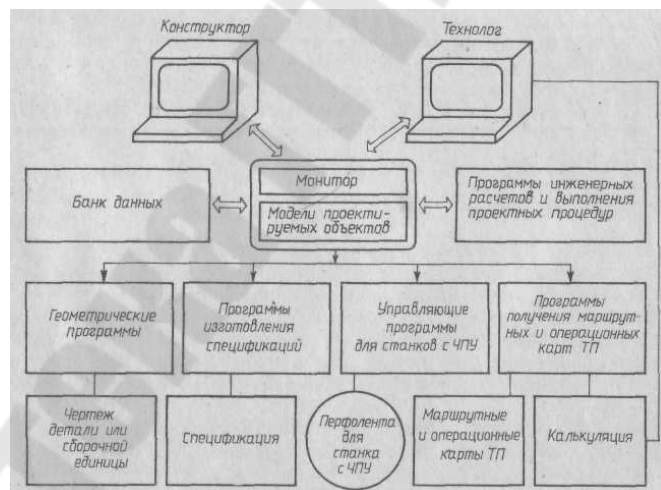 Конструктор
Технолог
Монитор
Модели проекти-
руемых объектов
Банк данных
Программы инженерных
расчетов и выполнения
проектных процедур
Геометрические
программы
Программы
изготовления
спецификаций
Управляющие
программы
для станков с ЧПУ
Программы
получения маршрут-
ных и операционных
карт ТП
Чертеж
детали или
сборочной
единицы
Спецификация
Перфолента
для
станка
с ЧПУ
Маршрутные
и операционные
карты ТП
Калькуляция